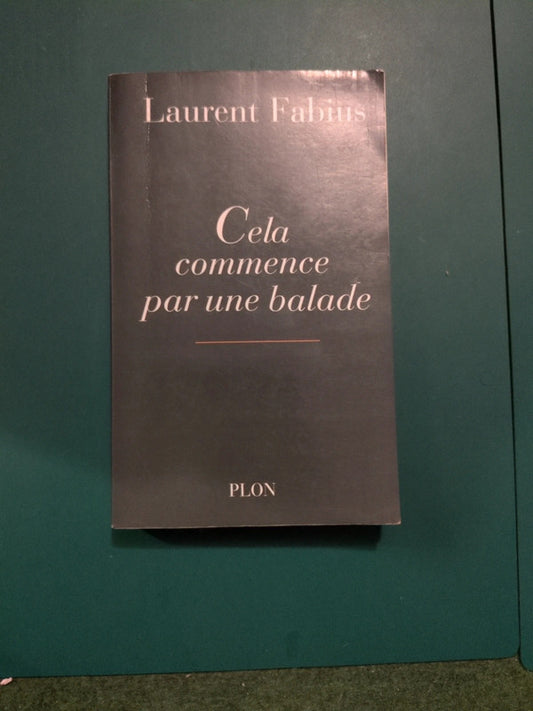 Laurent Fabius
Cela
commence
par une balade
PLON